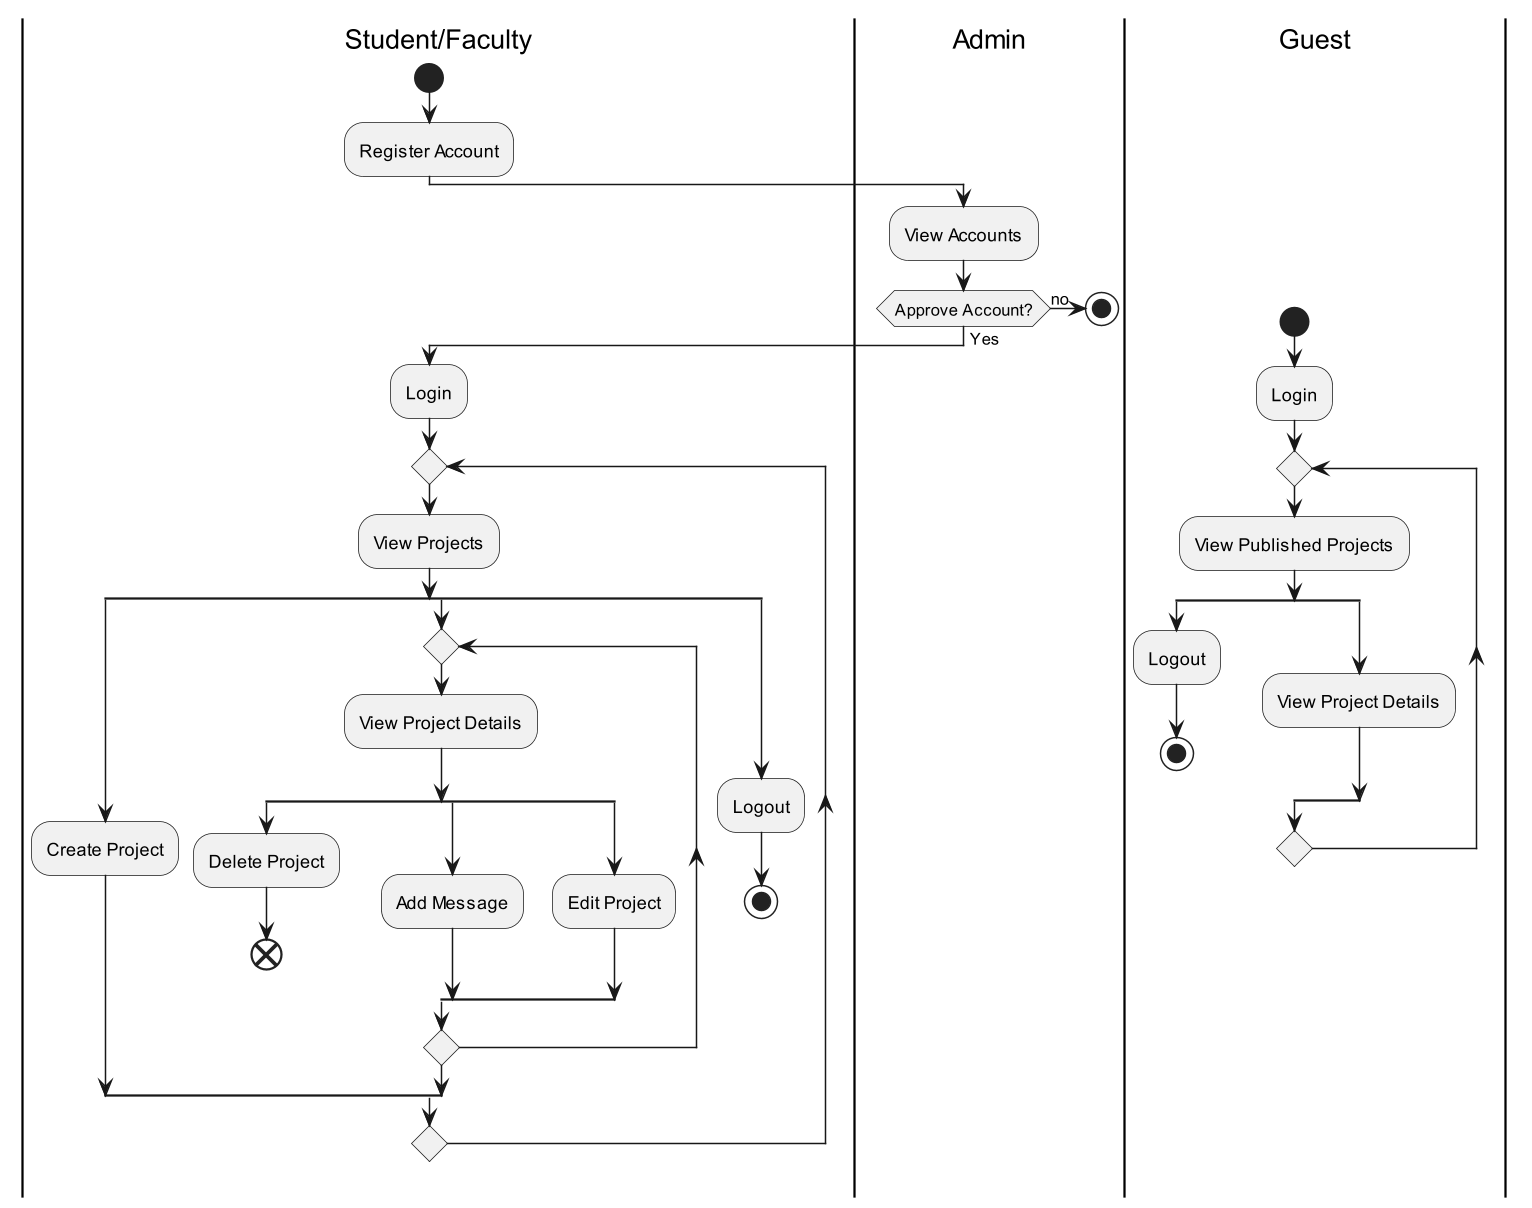 Student/Faculty
Admin
Guest
Register Account
View Accounts
Approve Account?
no
Yes
Login
Login
View Projects
View Published Projects
Logout
View Project Details
View Project Details
Logout
Create Project
Delete Project
Add Message
Edit Project